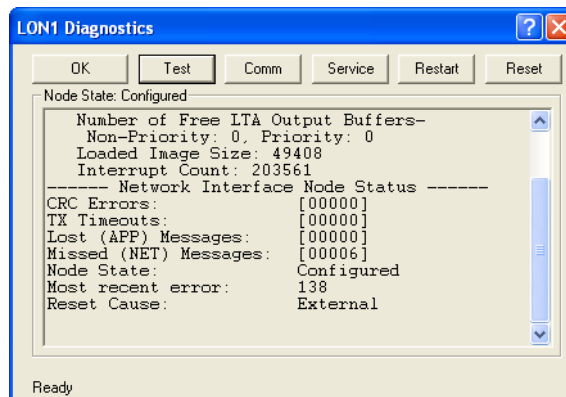 LON1 Diagnostics
OK Test Comm Service Restart Reset
Node State: Configured
Number of Free LTA Output Buffers-
Non-Priority: 0, Priority: 0
Loaded Image Size: 49408
Interrupt Count: 203561
------ Network Interface Node Status ------
CRC Errors: [00000]
TX Timeouts: [00000]
Lost (APP) Messages: [00000]
Missed (NET) Messages: [00006]
Node State: Configured
Most recent error: 138
Reset Cause: External
Ready